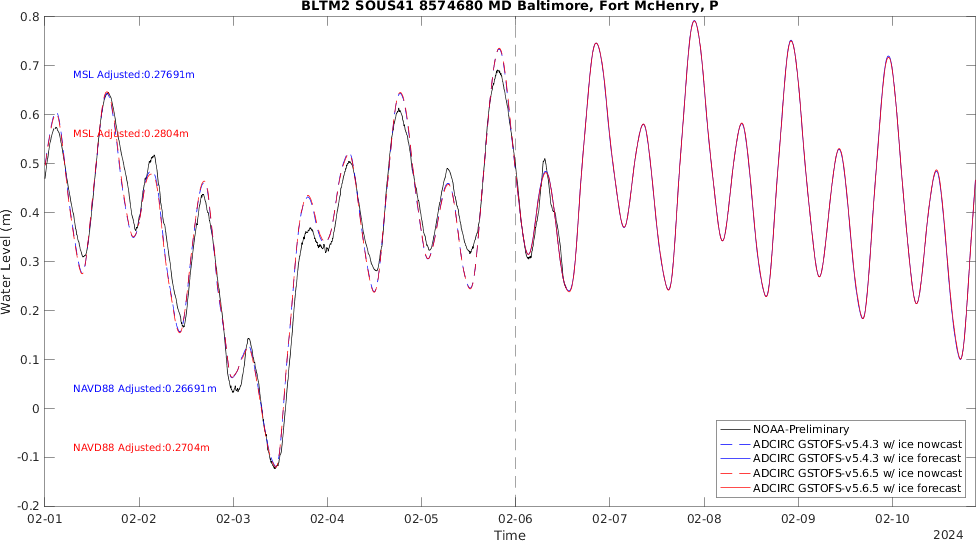 BLTM2 SOUS41 8574680 MD Baltimore, Fort McHenry, P
0.8
0.7
0.6
0.5
0.4
0.3
0.2
0.1
0
-0.1
-0.2
Water Level (m)
MSL Adjusted:0.27691m
MSL Adjusted:0.2804m
NAVD88 Adjusted:0.26691m
NAVD88 Adjusted:0.2704m
NOAA-Preliminary
ADCIRC GSTOFS-v5.4.3 w/ ice nowcast
ADCIRC GSTOFS-v5.4.3 w/ ice forecast
ADCIRC GSTOFS-v5.6.5 w/ ice nowcast
ADCIRC GSTOFS-v5.6.5 w/ ice forecast
02-01 02-02 02-03 02-04 02-05 02-06 02-07 02-08 02-09 02-10
Time
2024